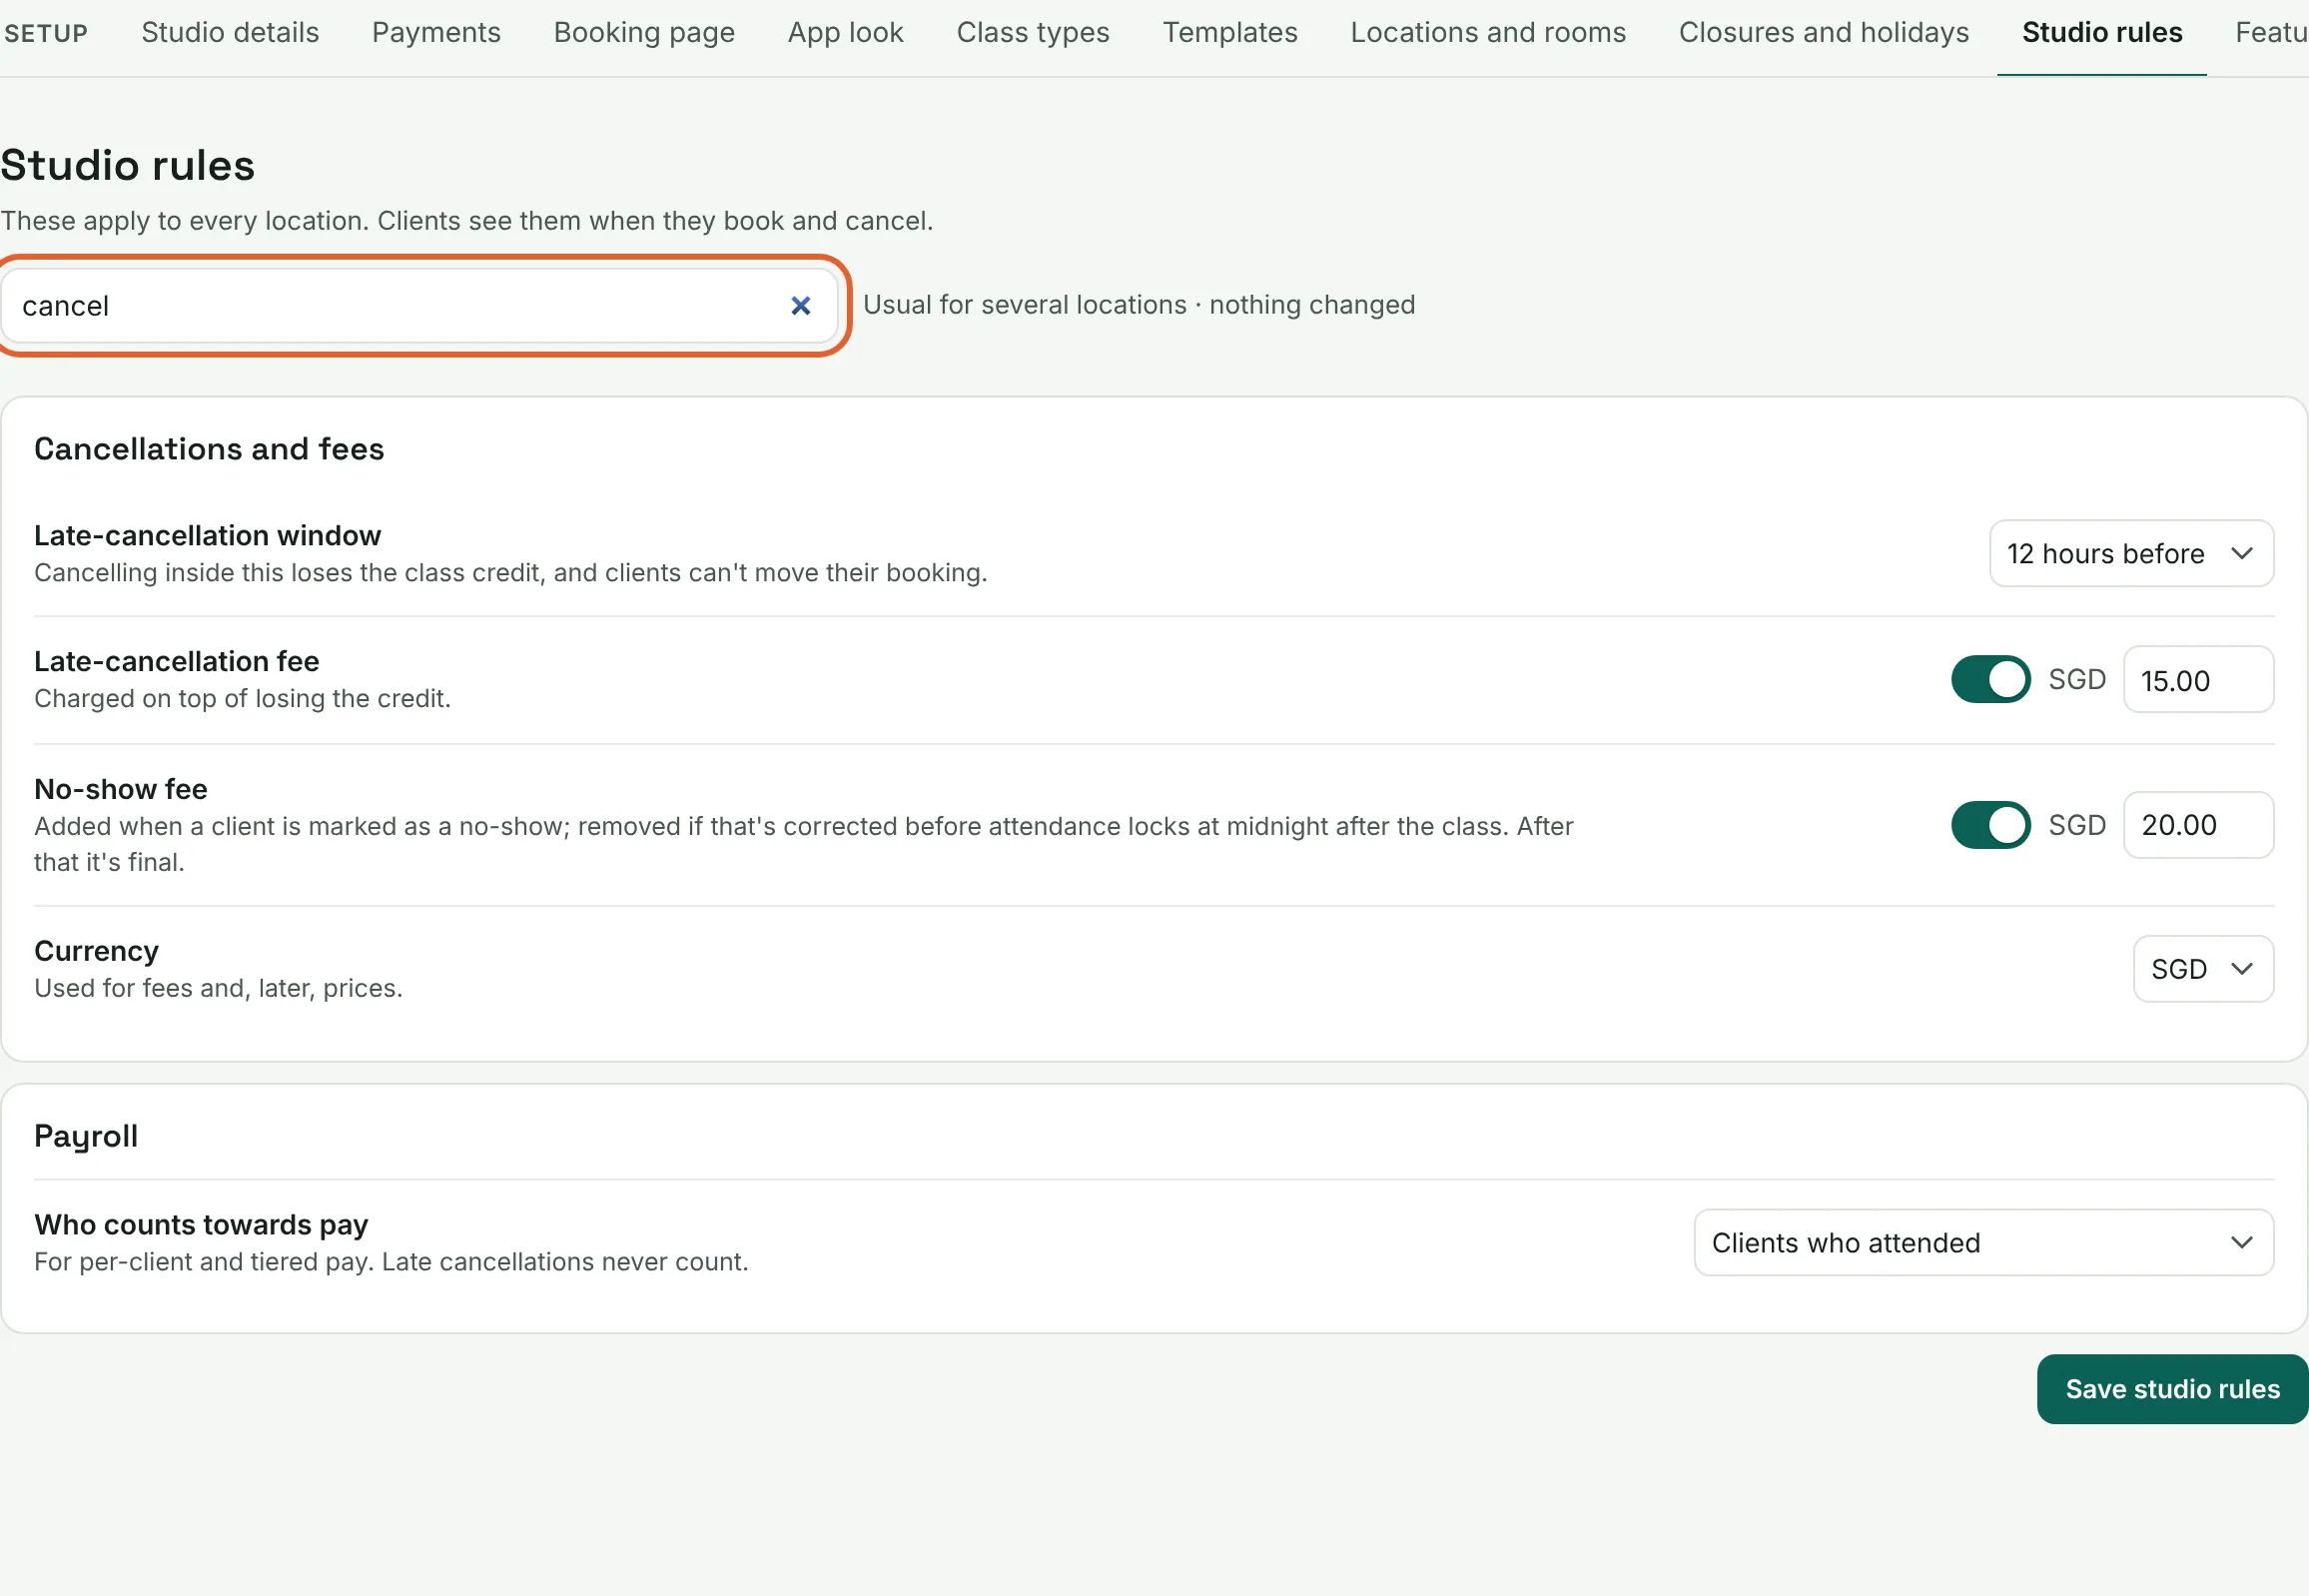 SETUP Studio details Payments Booking page App look Class types Templates Locations and rooms Closures and holidays Studio rules Featu
Studio rules
These apply to every location. Clients see them when they book and cancel.
cancel
Usual for several locations · nothing changed
Cancellations and fees
Late-cancellation window
Cancelling inside this loses the class credit, and clients can't move their booking.
12 hours before
Late-cancellation fee
Charged on top of losing the credit.
SGD 15.00
No-show fee
Added when a client is marked as a no-show; removed if that's corrected before attendance locks at midnight after the class. After
that it's final.
SGD 20.00
Currency
Used for fees and, later, prices.
SGD
Payroll
Who counts towards pay
For per-client and tiered pay. Late cancellations never count.
Clients who attended
Save studio rules